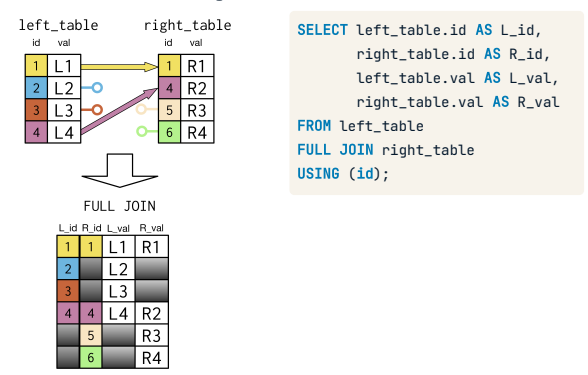 left_table right_table
id val id val
1 L1 1 R1
2 L2 4 R2
3 L3 5 R3
4 L4 6 R4
FULL JOIN
L_id R_id L_val R_val
1 1 L1 R1
2 L2
3 L3
4 4 L4 R2
5 R3
6 R4
SELECT left_table.id AS L_id,
right_table.id AS R_id,
left_table.val AS L_val,
right_table.val AS R_val
FROM left_table
FULL JOIN right_table
USING (id);